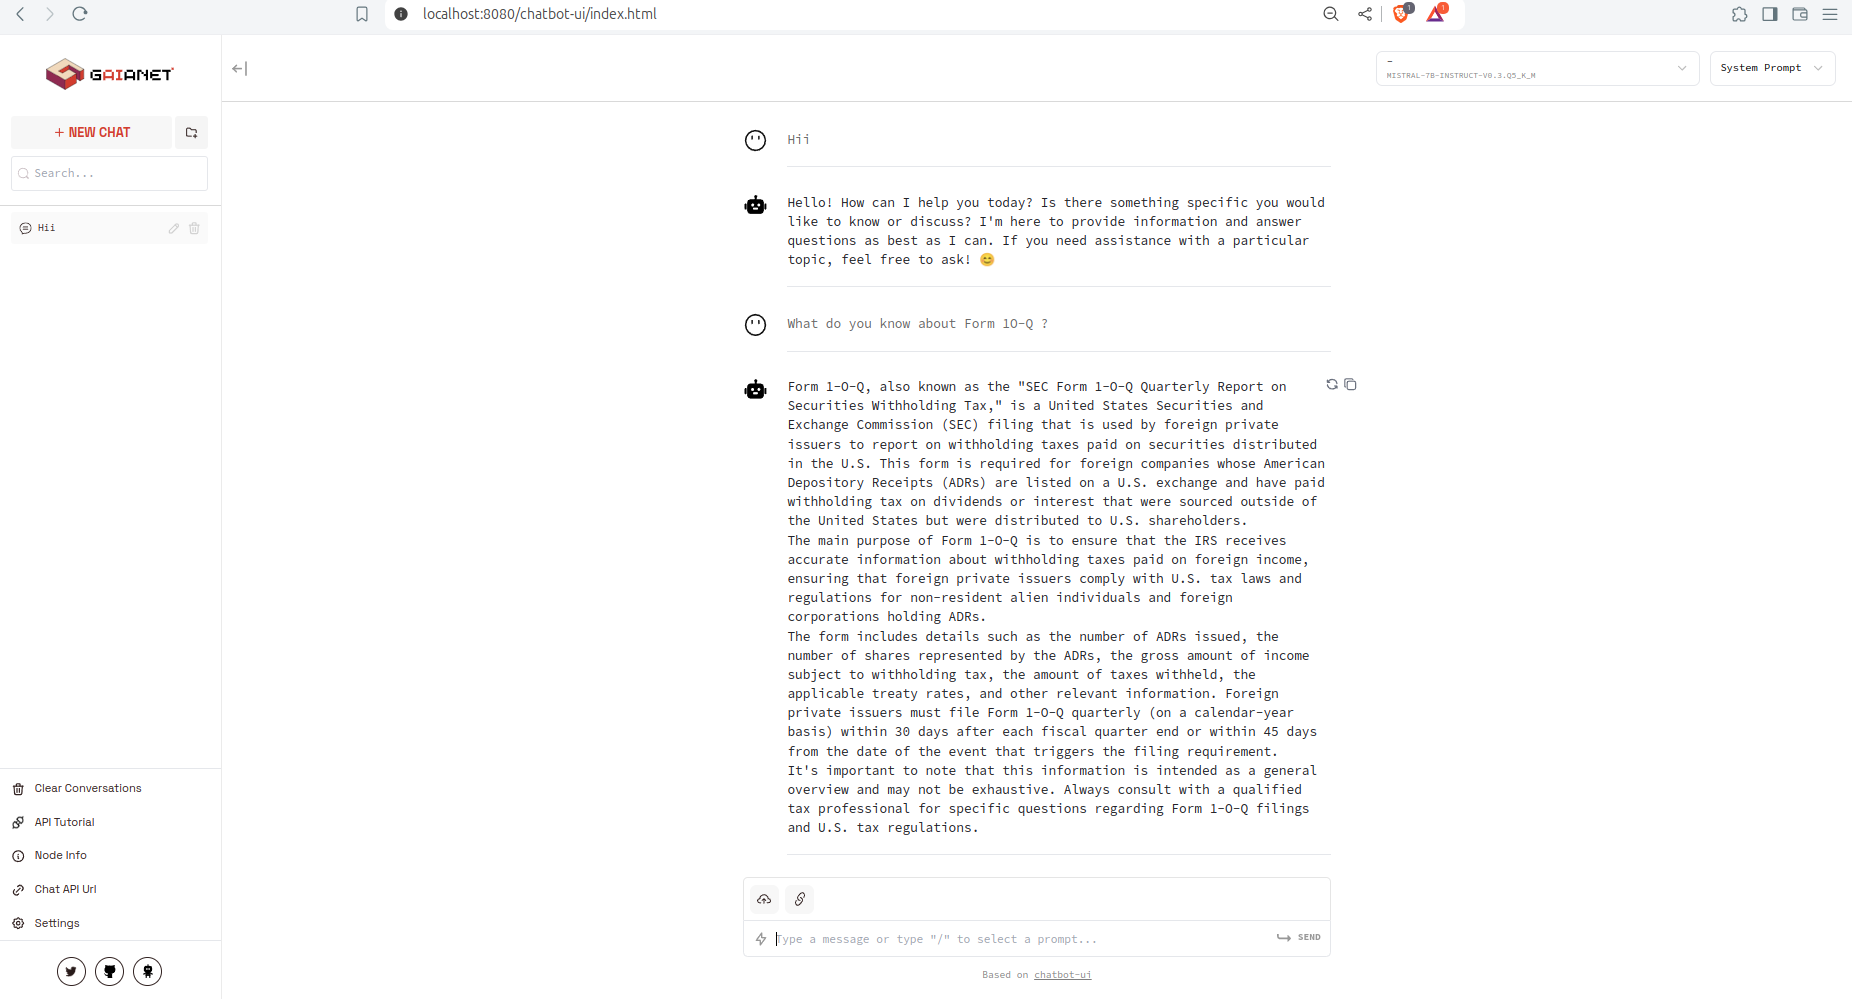 localhost:8080/chatbot-ui/index.html
1
1
GAIANET
+ NEW CHAT
Search...
Hii
-
MISTRAL-7B-INSTRUCT-V0.3.Q5_K_M
System Prompt
Hii
Hello! How can I help you today? Is there something specific you would
like to know or discuss? I'm here to provide information and answer
questions as best as I can. If you need assistance with a particular
topic, feel free to ask! 😊
What do you know about Form 1O-Q ?
Form 1-O-Q, also known as the "SEC Form 1-O-Q Quarterly Report on
Securities Withholding Tax," is a United States Securities and
Exchange Commission (SEC) filing that is used by foreign private
issuers to report on withholding taxes paid on securities distributed
in the U.S. This form is required for foreign companies whose American
Depository Receipts (ADRs) are listed on a U.S. exchange and have paid
withholding tax on dividends or interest that were sourced outside of
the United States but were distributed to U.S. shareholders.
The main purpose of Form 1-O-Q is to ensure that the IRS receives
accurate information about withholding taxes paid on foreign income,
ensuring that foreign private issuers comply with U.S. tax laws and
regulations for non-resident alien individuals and foreign
corporations holding ADRs.
The form includes details such as the number of ADRs issued, the
number of shares represented by the ADRs, the gross amount of income
subject to withholding tax, the amount of taxes withheld, the
applicable treaty rates, and other relevant information. Foreign
private issuers must file Form 1-O-Q quarterly (on a calendar-year
basis) within 30 days after each fiscal quarter end or within 45 days
from the date of the event that triggers the filing requirement.
It's important to note that this information is intended as a general
overview and may not be exhaustive. Always consult with a qualified
tax professional for specific questions regarding Form 1-O-Q filings
and U.S. tax regulations.
Clear Conversations
API Tutorial
Node Info
Chat API Url
Settings
Type a message or type "/" to select a prompt...
SEND
Based on chatbot-ui